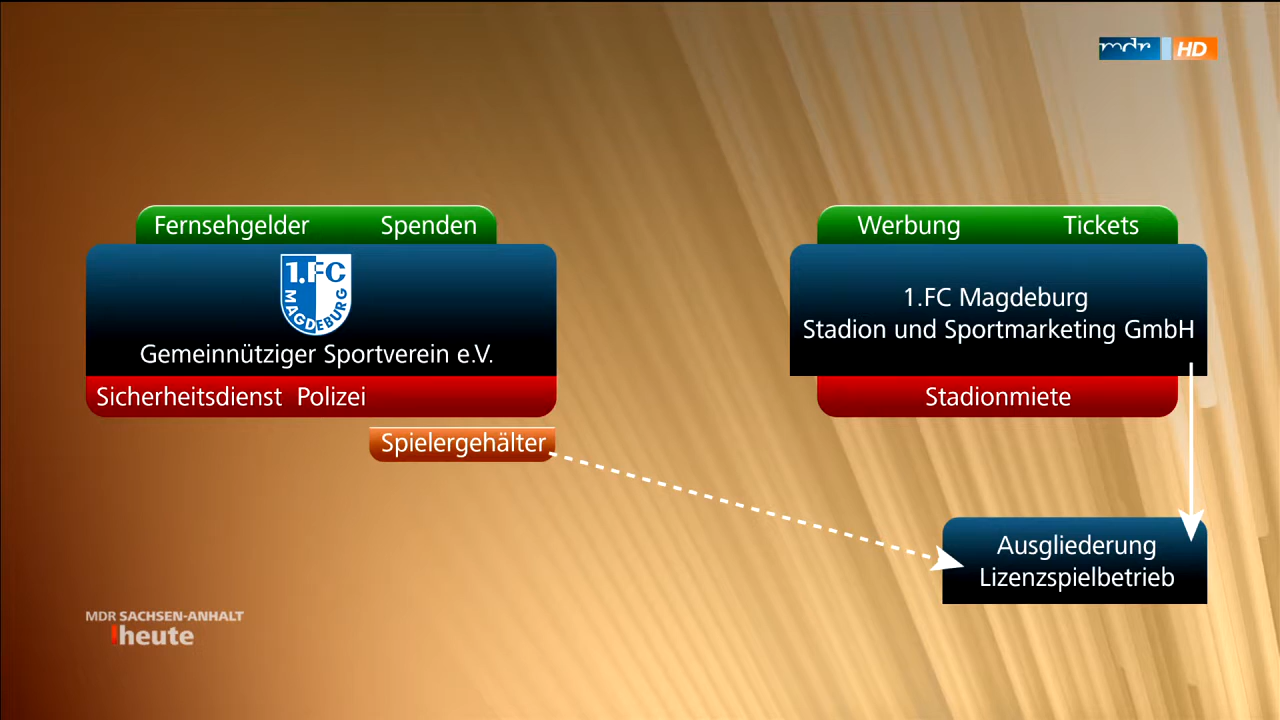 mdr HD
Fernsehgelder Spenden
1.FC
MAGDEBURG
Gemeinnütziger Sportverein e.V.
Sicherheitsdienst Polizei
Spielergehälter
Werbung Tickets
1.FC Magdeburg
Stadion und Sportmarketing GmbH
Stadionmiete
Ausgliederung
Lizenzspielbetrieb
MDR SACHSEN-ANHALT
heute